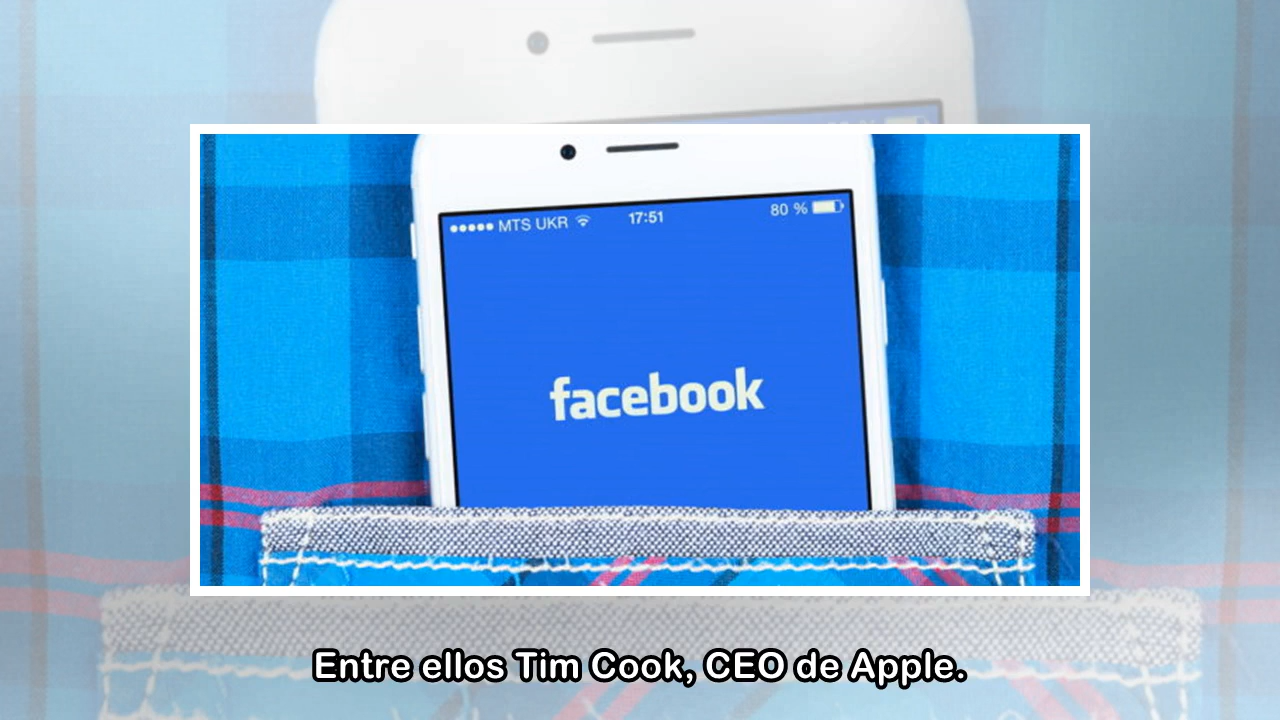 MTS UKR 17:51 80 %
facebook
Entre ellos Tim Cook, CEO de Apple.